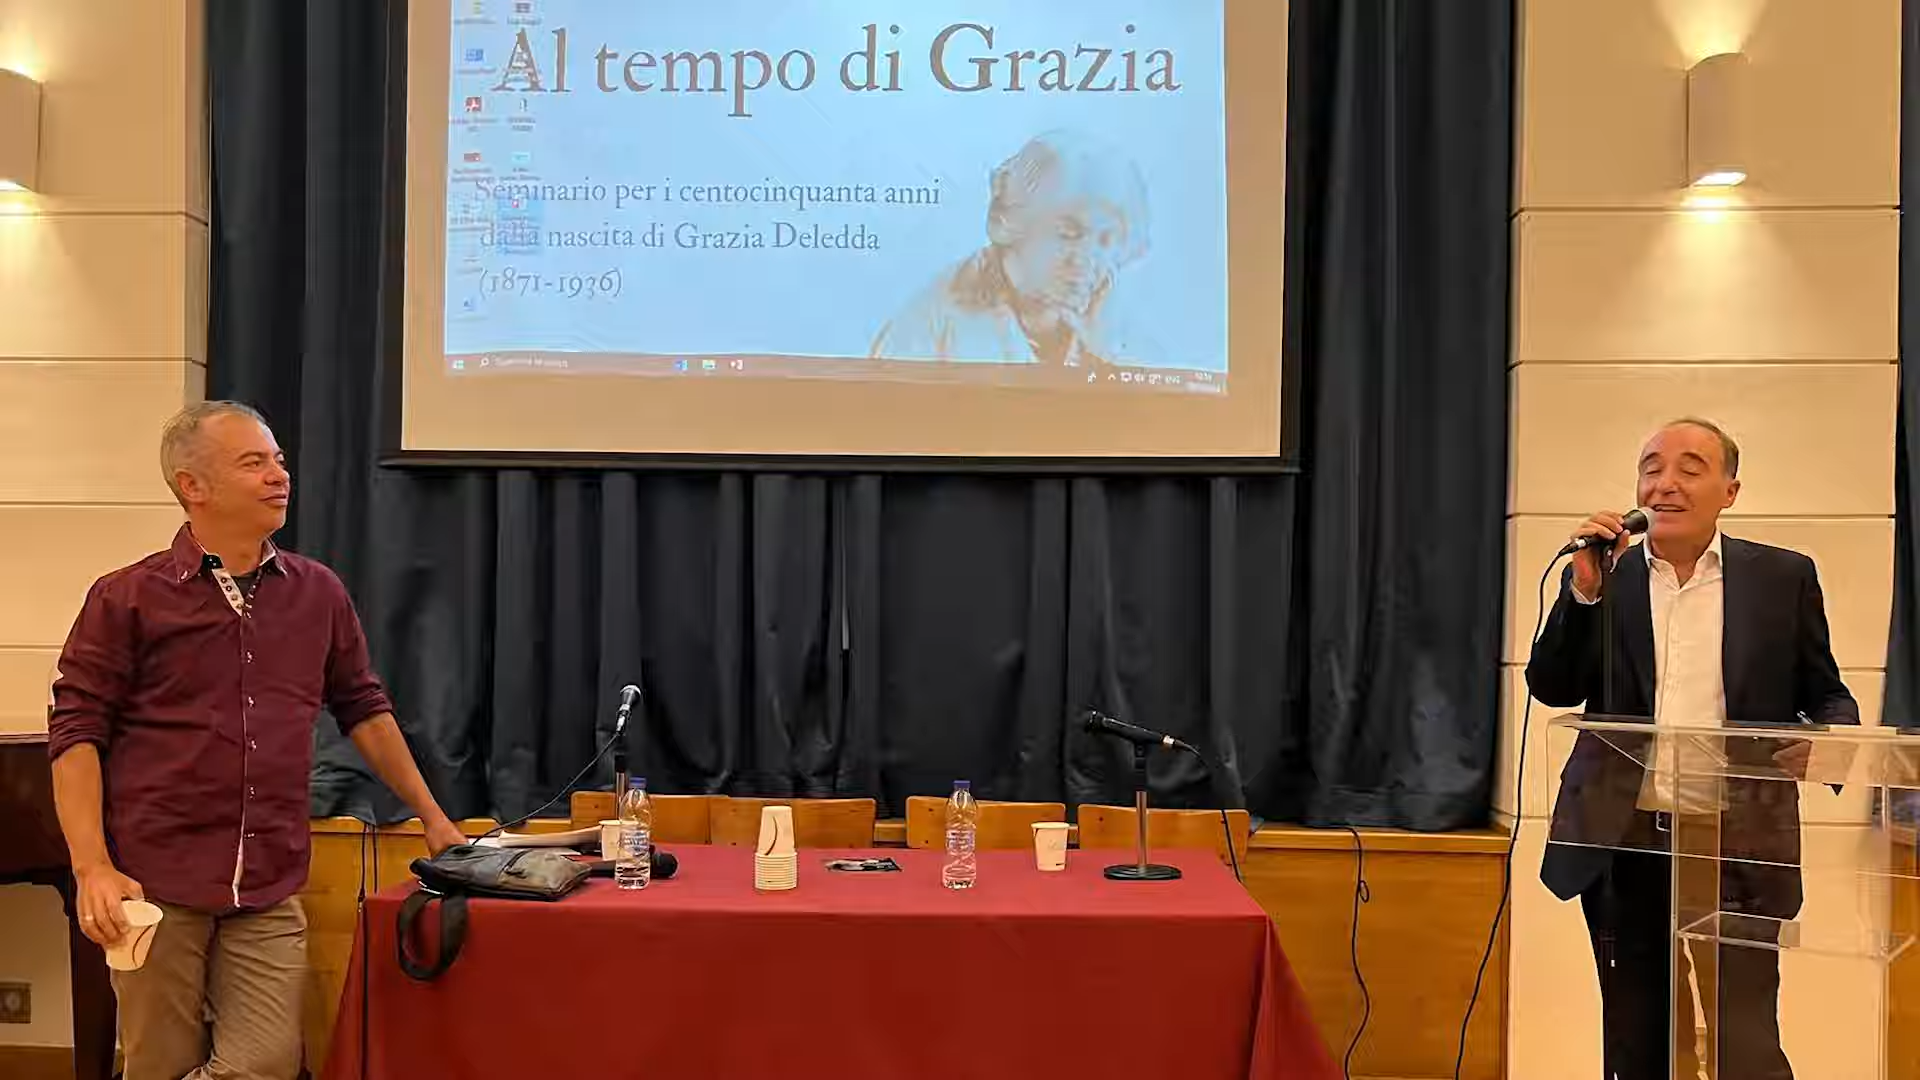 Al tempo di Grazia
Seminario per i centocinquanta anni
dalla nascita di Grazia Deledda
(1871-1936)